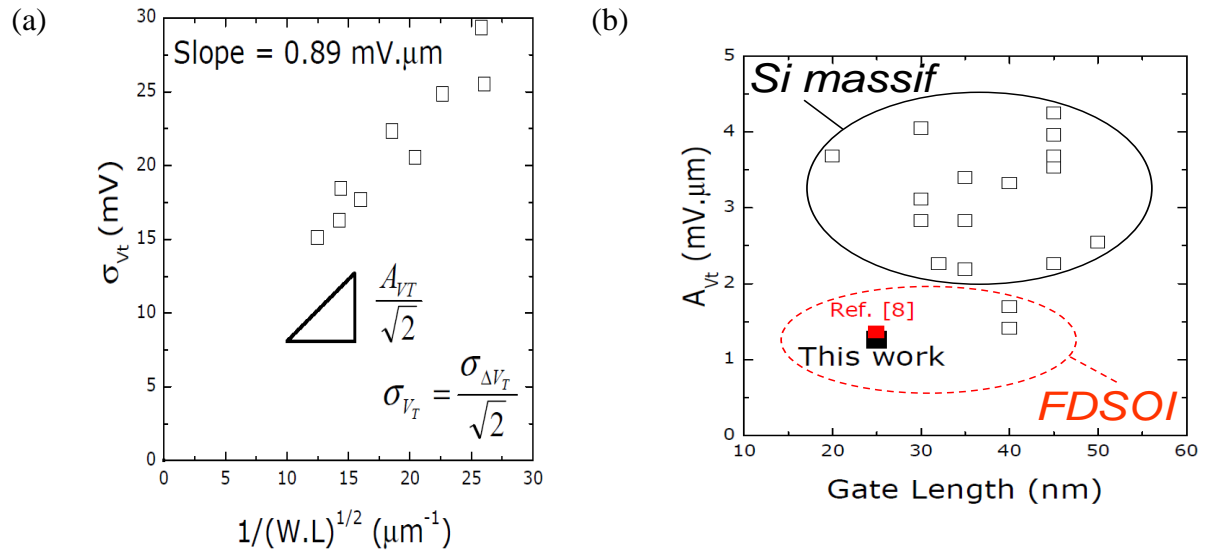 (a)
30
25
20
15
10
5
0
σVt (mV)
Slope = 0.89 mV.µm
AVT
√2
σVT = σΔVT
√2
0 5 10 15 20 25 30
1/(W.L)1/2 (µm-1)
(b)
5
4
3
2
1
0
AVt (mV.µm)
Si massif
Ref. [8]
This work
FDSOI
10 20 30 40 50 60
Gate Length (nm)